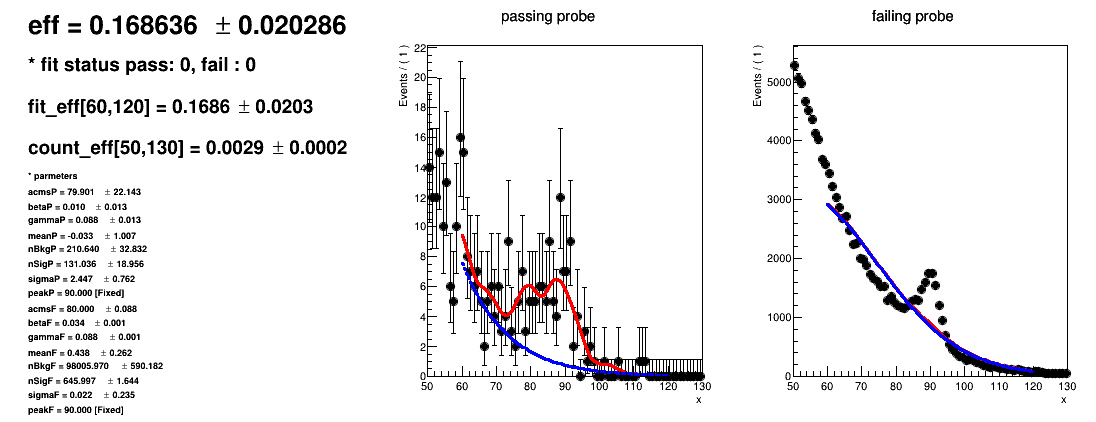 eff = 0.168636 ± 0.020286
* fit status pass: 0, fail : 0
fit_eff[60,120] = 0.1686 ± 0.0203
count_eff[50,130] = 0.0029 ± 0.0002
* parmeters
acmsP = 79.901 ± 22.143
betaP = 0.010 ± 0.013
gammaP = 0.088 ± 0.013
meanP = -0.033 ± 1.007
nBkgP = 210.640 ± 32.832
nSigP = 131.036 ± 18.956
sigmaP = 2.447 ± 0.762
peakP = 90.000 [Fixed]
acmsF = 80.000 ± 0.088
betaF = 0.034 ± 0.001
gammaF = 0.088 ± 0.001
meanF = 0.438 ± 0.262
nBkgF = 98005.970 ± 590.182
nSigF = 645.997 ± 1.644
sigmaF = 0.022 ± 0.235
peakF = 90.000 [Fixed]
passing probe
Events / ( 1 )
22
20
18
16
14
12
10
8
6
4
2
0
50 60 70 80 90 100 110 120 130
x
failing probe
Events / ( 1 )
5000
4000
3000
2000
1000
0
50 60 70 80 90 100 110 120 130
x